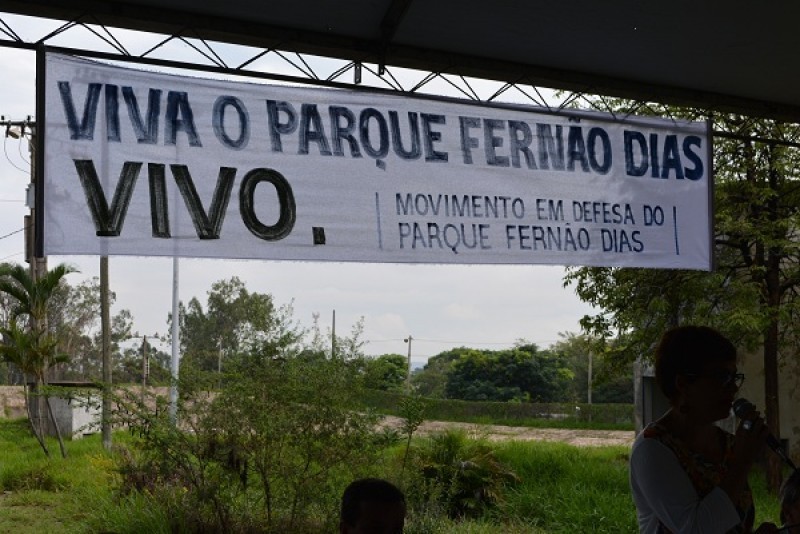 VIVA O PARQUE FERNÃO DIAS
VIVO.
MOVIMENTO EM DEFESA DO
PARQUE FERNÃO DIAS